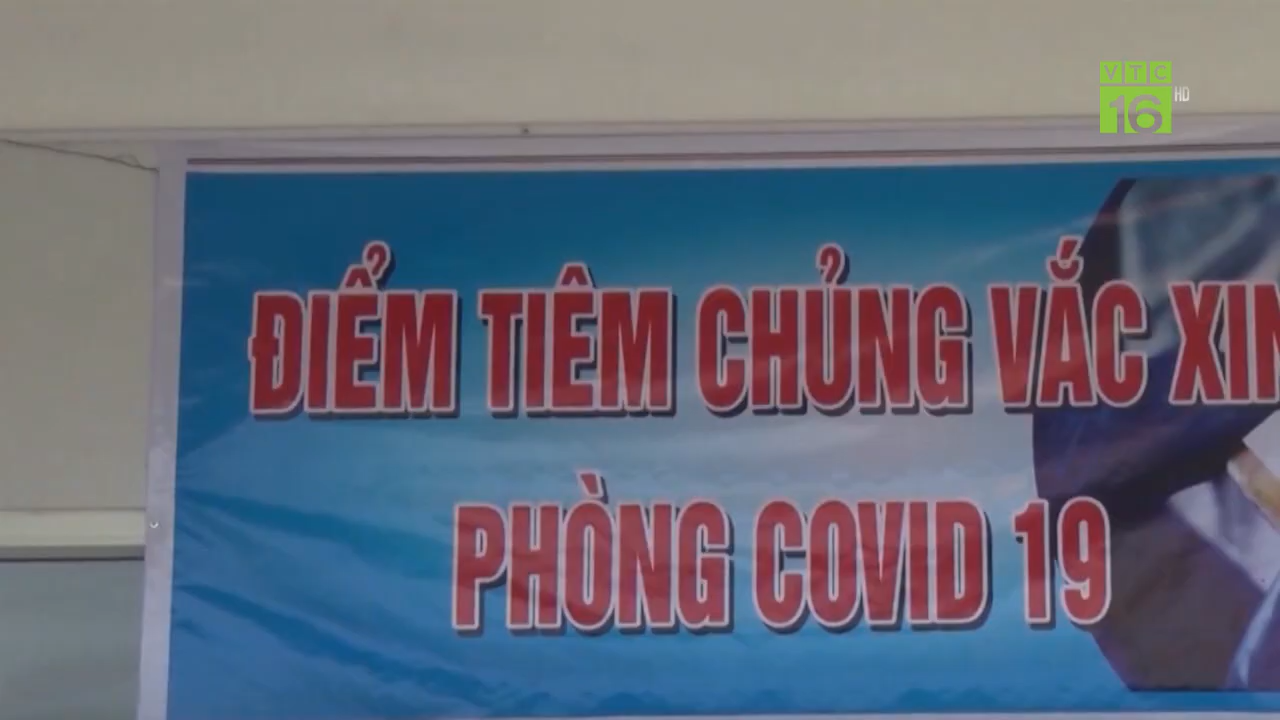 VTC
16 HD
ĐIỂM TIÊM CHỦNG VẮC XIN
PHÒNG COVID 19